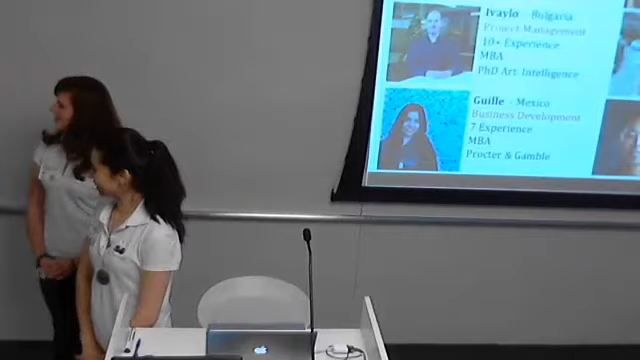 Ivaylo - Bulgaria
Project Management
10+ Experience
MBA
PhD Art. Intelligence
Guille - Mexico
Business Development
7 Experience
MBA
Procter & Gamble